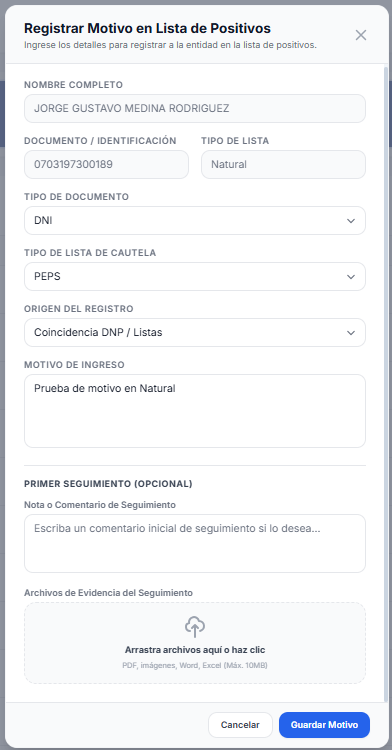 Registrar Motivo en Lista de Positivos
Ingrese los detalles para registrar a la entidad en la lista de positivos.
NOMBRE COMPLETO
JORGE GUSTAVO MEDINA RODRIGUEZ
DOCUMENTO / IDENTIFICACIÓN TIPO DE LISTA
0703197300189 Natural
TIPO DE DOCUMENTO
DNI
TIPO DE LISTA DE CAUTELA
PEPS
ORIGEN DEL REGISTRO
Coincidencia DNP / Listas
MOTIVO DE INGRESO
Prueba de motivo en Natural
PRIMER SEGUIMIENTO (OPCIONAL)
Nota o Comentario de Seguimiento
Escriba un comentario inicial de seguimiento si lo desea...
Archivos de Evidencia del Seguimiento
Arrastra archivos aquí o haz clic
PDF, imágenes, Word, Excel (Máx. 10MB)
Cancelar Guardar Motivo